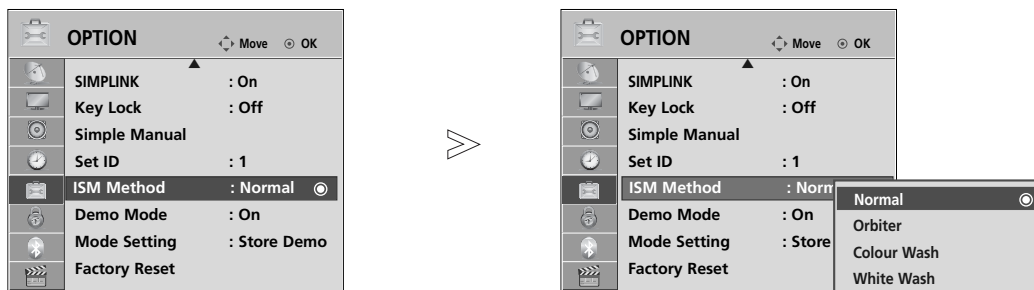 OPTION Move OK
SIMPLINK : On
Key Lock : Off
Simple Manual
Set ID : 1
ISM Method : Normal
Demo Mode : On
Mode Setting : Store Demo
Factory Reset
OPTION Move OK
SIMPLINK : On
Key Lock : Off
Simple Manual
Set ID : 1
ISM Method : Norm
Demo Mode : On
Mode Setting : Store
Factory Reset
Normal
Orbiter
Colour Wash
White Wash